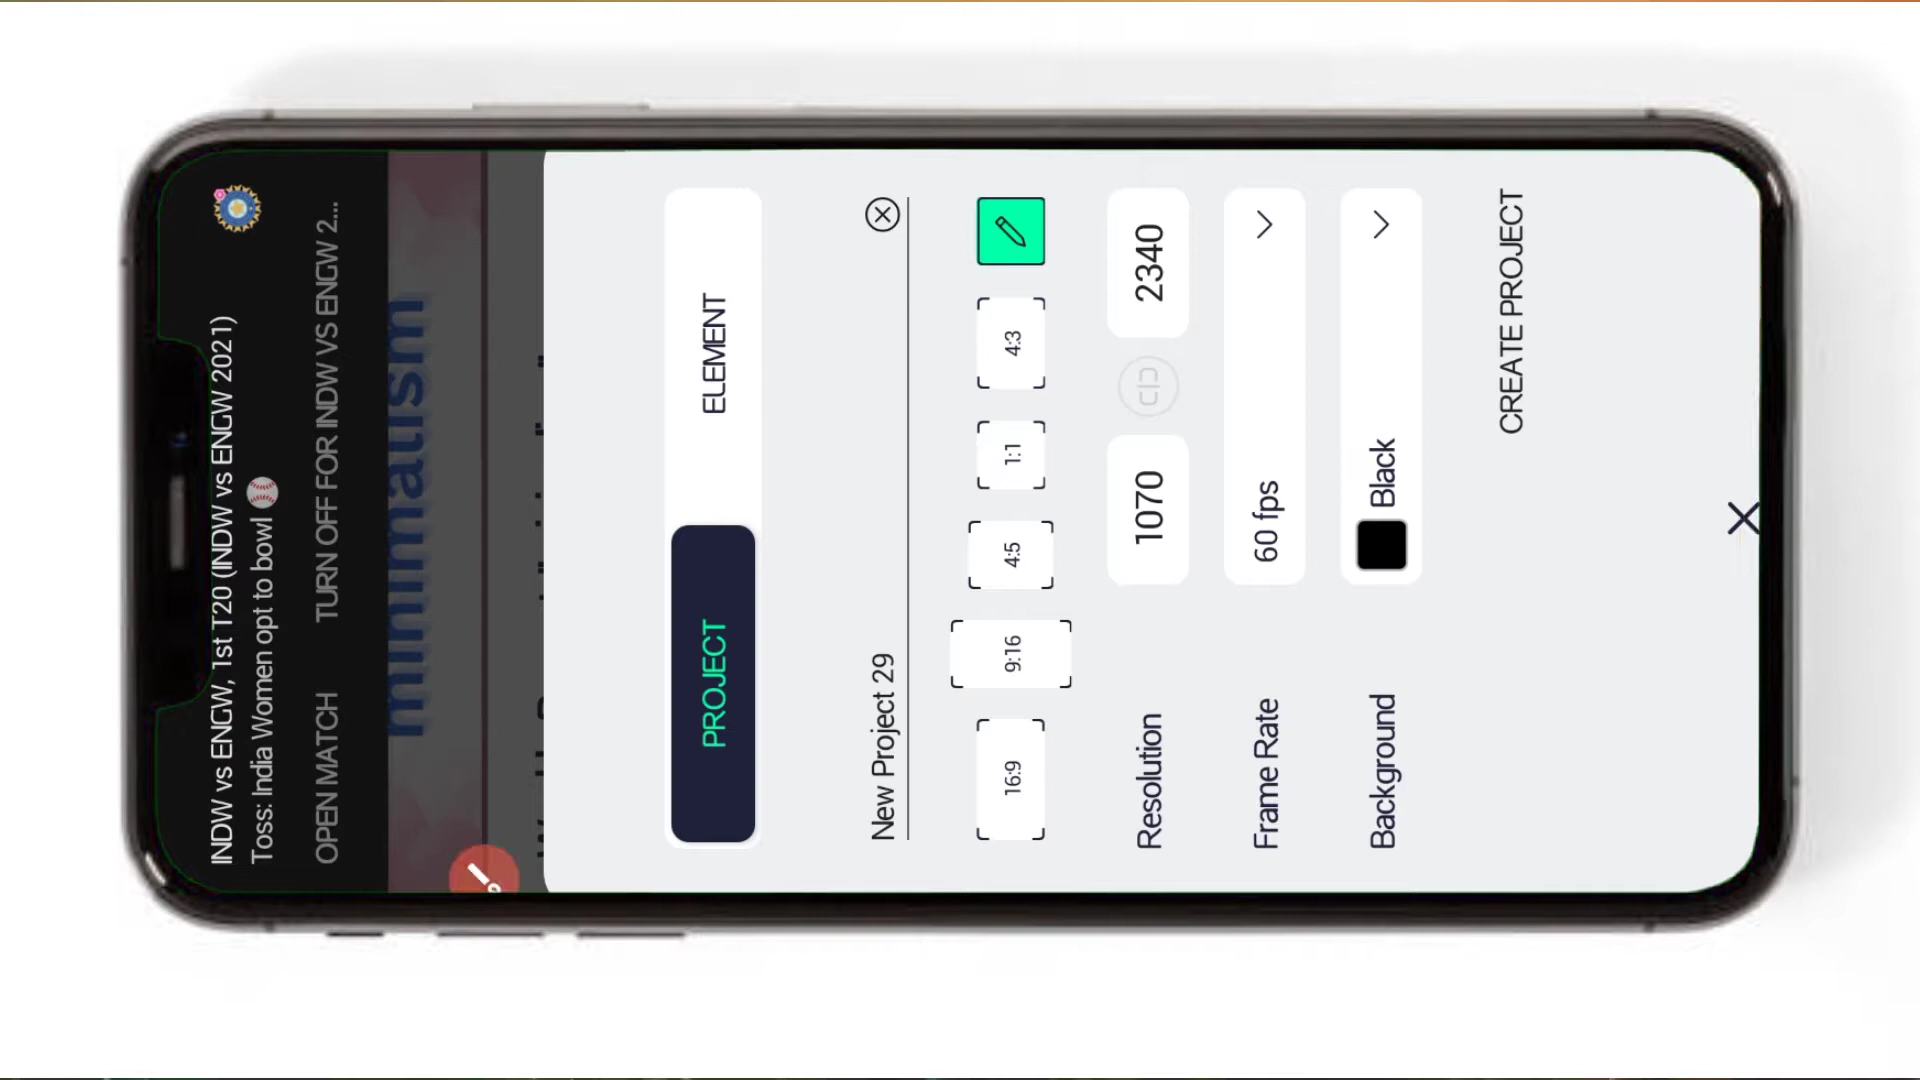 INDW vs ENGW, 1st T20 (INDW vs ENGW 2021)
Toss: India Women opt to bowl
OPEN MATCH TURN OFF FOR INDW VS ENGW 2...
minimatism
PROJECT ELEMENT
New Project 29
16:9 9:16 4:5 1:1 4:3
Resolution 1070 2340
Frame Rate 60 fps
Background Black
CREATE PROJECT